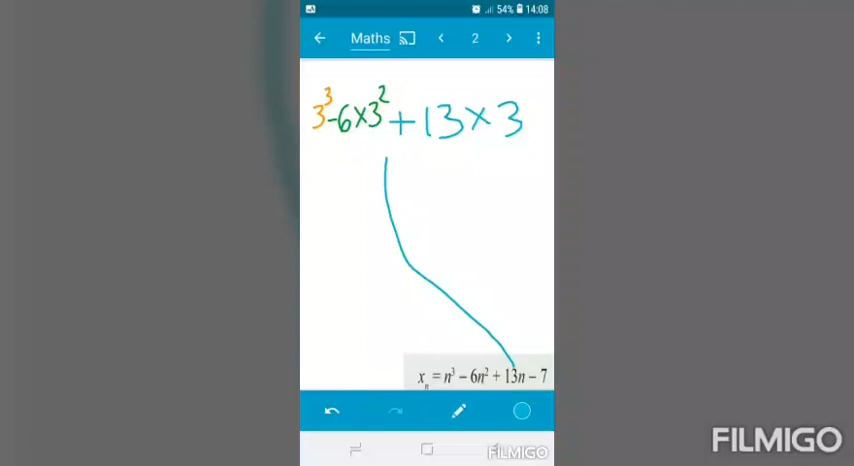 54% 14:08
Maths 2
3³-6×3²+13×3
xₙ = n³ − 6n² + 13n − 7
FILMIGO
FILMIGO